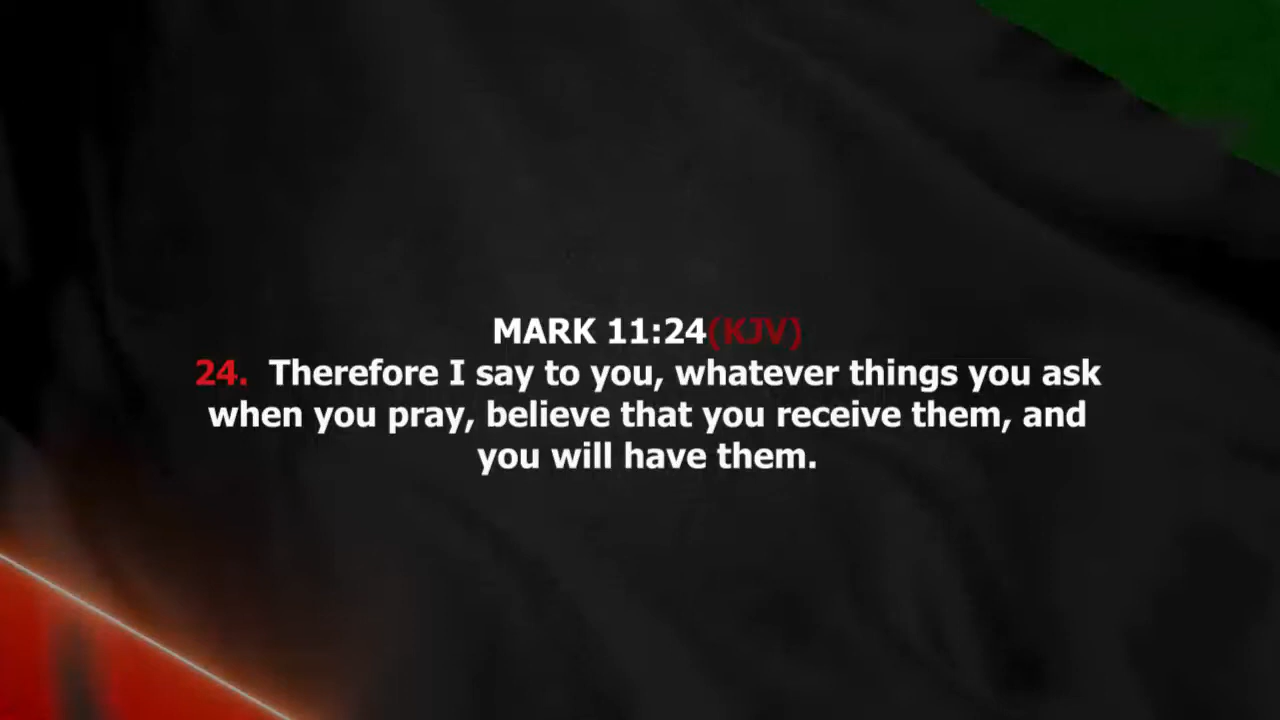 MARK 11:24(KJV)
24. Therefore I say to you, whatever things you ask
when you pray, believe that you receive them, and
you will have them.